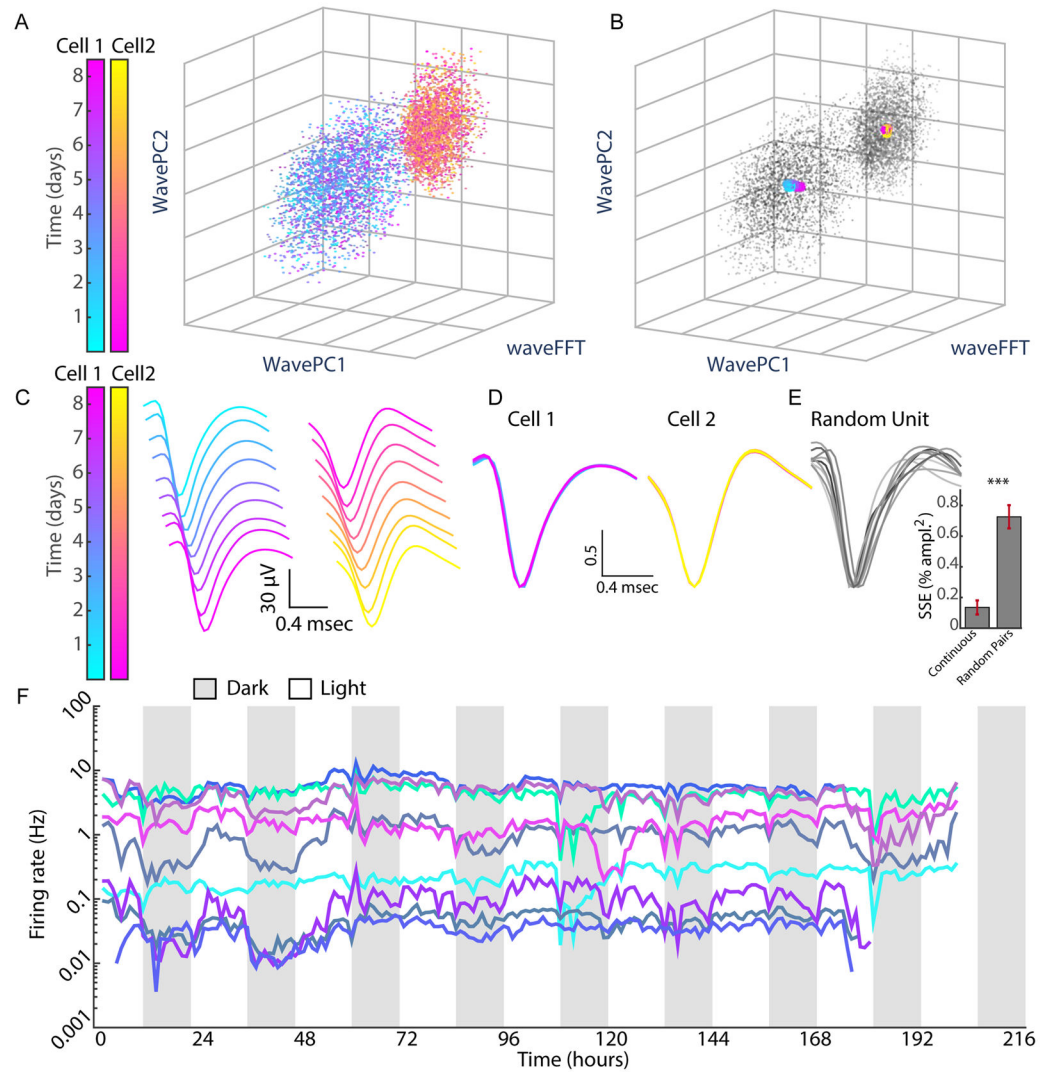 A
Cell 1 Cell2
8
7
6
5
4
3
2
1
Time (days)
WavePC2
WavePC1
waveFFT
B
WavePC2
WavePC1
waveFFT
Cell 1 Cell2
C
8
7
6
5
4
3
2
1
Time (days)
30 µV
0.4 msec
D
Cell 1
Cell 2
0.5
0.4 msec
E
Random Unit
***
SSE (% ampl.²)
0.8
0.6
0.2
0
Continuous
Random Pairs
F
Dark
Light
Firing rate (Hz)
100
10
1
0.1
0.01
0.001
0 24 48 72 96 120 144 168 192 216
Time (hours)